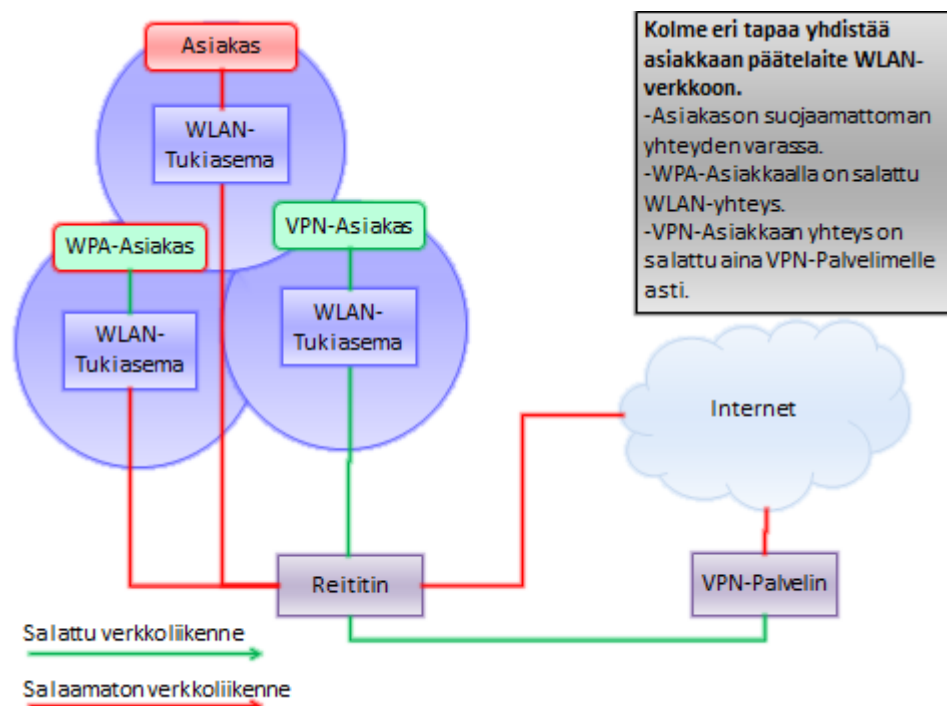 Asiakas
WLAN-
Tukiasema
WPA-Asiakas
WLAN-
Tukiasema
VPN-Asiakas
WLAN-
Tukiasema
Kolme eri tapaa yhdistää
asiakkaan päätelaite WLAN-
verkkoon.
-Asiakas on suojaamattoman
yhteyden varassa.
-WPA-Asiakkaalla on salattu
WLAN-yhteys.
-VPN-Asiakkaan yhteys on
salattu aina VPN-Palvelimelle
asti.
Internet
Reititin
VPN-Palvelin
Salattu verkkoliikenne
Salaamaton verkkoliikenne